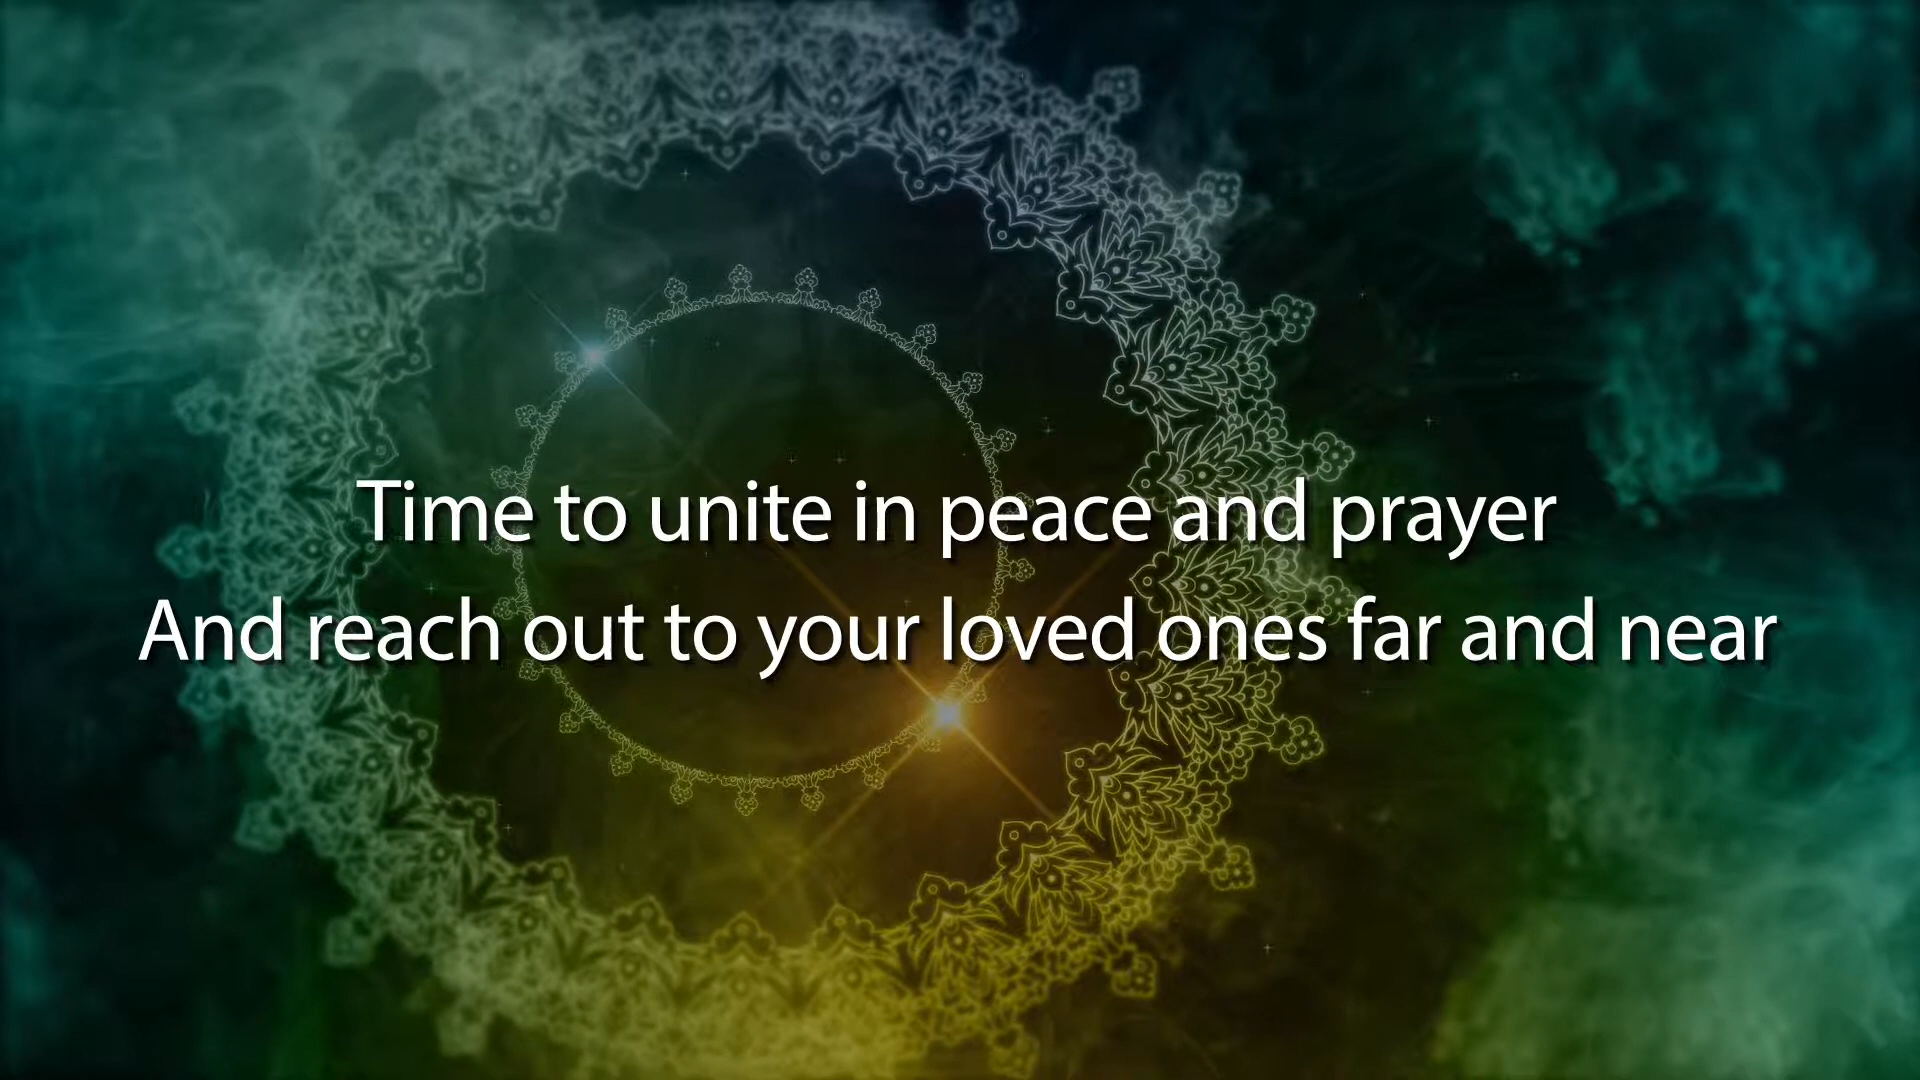 Time to unite in peace and prayer
And reach out to your loved ones far and near